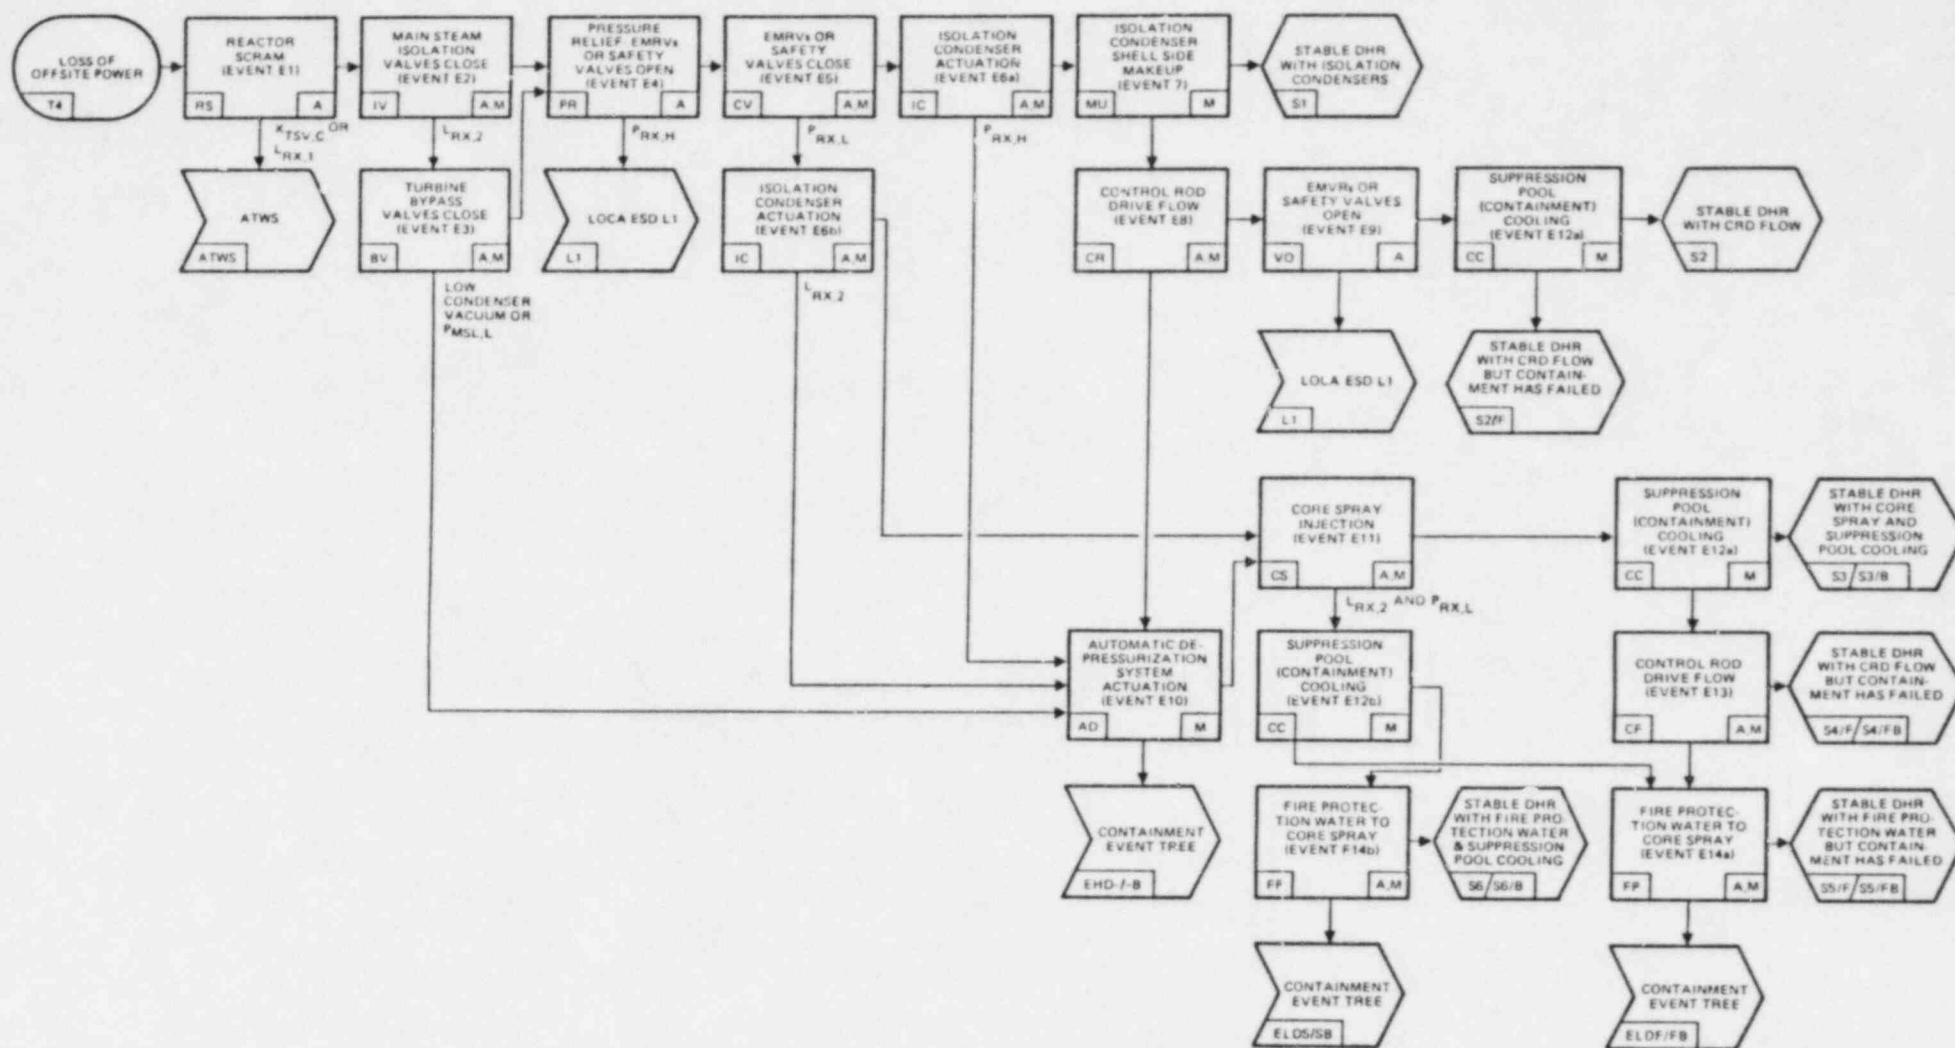 LOSS OF
OFFSITE POWER
T4
REACTOR
SCRAM
(EVENT E1)
RS
A
MAIN STEAM
ISOLATION
VALVES CLOSE
(EVENT E2)
IV
A,M
PRESSURE
RELIEF: EMRVs
OR SAFETY
VALVES OPEN
(EVENT E4)
PR
A
EMRVs OR
SAFETY
VALVES CLOSE
(EVENT E5)
CV
A,M
ISOLATION
CONDENSER
ACTUATION
(EVENT E6a)
IC
A,M
ISOLATION
CONDENSER
SHELL SIDE
MAKEUP
(EVENT 7)
MU
M
STABLE DHR
WITH ISOLATION
CONDENSERS
S1
XTSV,C OR
LRX,1
LRX,2
PRX,H
PRX,L
PRX,H
ATWS
ATWS
TURBINE
BYPASS
VALVES CLOSE
(EVENT E3)
BV
A,M
LOCA ESD L1
L1
ISOLATION
CONDENSER
ACTUATION
(EVENT E6b)
IC
A,M
CONTROL ROD
DRIVE FLOW
(EVENT E8)
CR
A,M
EMVRs OR
SAFETY VALVES
OPEN
(EVENT E9)
VO
A
SUPPRESSION
POOL
(CONTAINMENT)
COOLING
(EVENT E12a)
CC
M
STABLE DHR
WITH CRD FLOW
S2
LOW
CONDENSER
VACUUM OR
PMSL,L
LRX,2
LOLA ESD L1
L1
STABLE DHR
WITH CRD FLOW
BUT CONTAIN-
MENT HAS FAILED
S2/F
CORE SPRAY
INJECTION
(EVENT E11)
CS
A,M
SUPPRESSION
POOL
(CONTAINMENT)
COOLING
(EVENT E12a)
CC
M
STABLE DHR
WITH CORE
SPRAY AND
SUPPRESSION
POOL COOLING
S3/S3/B
LRX,2 AND PRX,L
AUTOMATIC DE-
PRESSURIZATION
SYSTEM
ACTUATION
(EVENT E10)
AD
M
SUPPRESSION
POOL
(CONTAINMENT)
COOLING
(EVENT E12b)
CC
M
CONTROL ROD
DRIVE FLOW
(EVENT E13)
CF
A,M
STABLE DHR
WITH CRD FLOW
BUT CONTAIN-
MENT HAS FAILED
S4/F/S4/FB
CONTAINMENT
EVENT TREE
EHD-/-B
FIRE PROTEC-
TION WATER TO
CORE SPRAY
(EVENT F14b)
FF
A,M
STABLE DHR
WITH FIRE PRO-
TECTION WATER
& SUPPRESSION
POOL COOLING
S6/S6/B
FIRE PROTEC-
TION WATER TO
CORE SPRAY
(EVENT E14a)
FP
A,M
STABLE DHR
WITH FIRE PRO-
TECTION WATER
BUT CONTAIN-
MENT HAS FAILED
S5/F/S5/FB
CONTAINMENT
EVENT TREE
ELDS/SB
CONTAINMENT
EVENT TREE
ELDF/FB